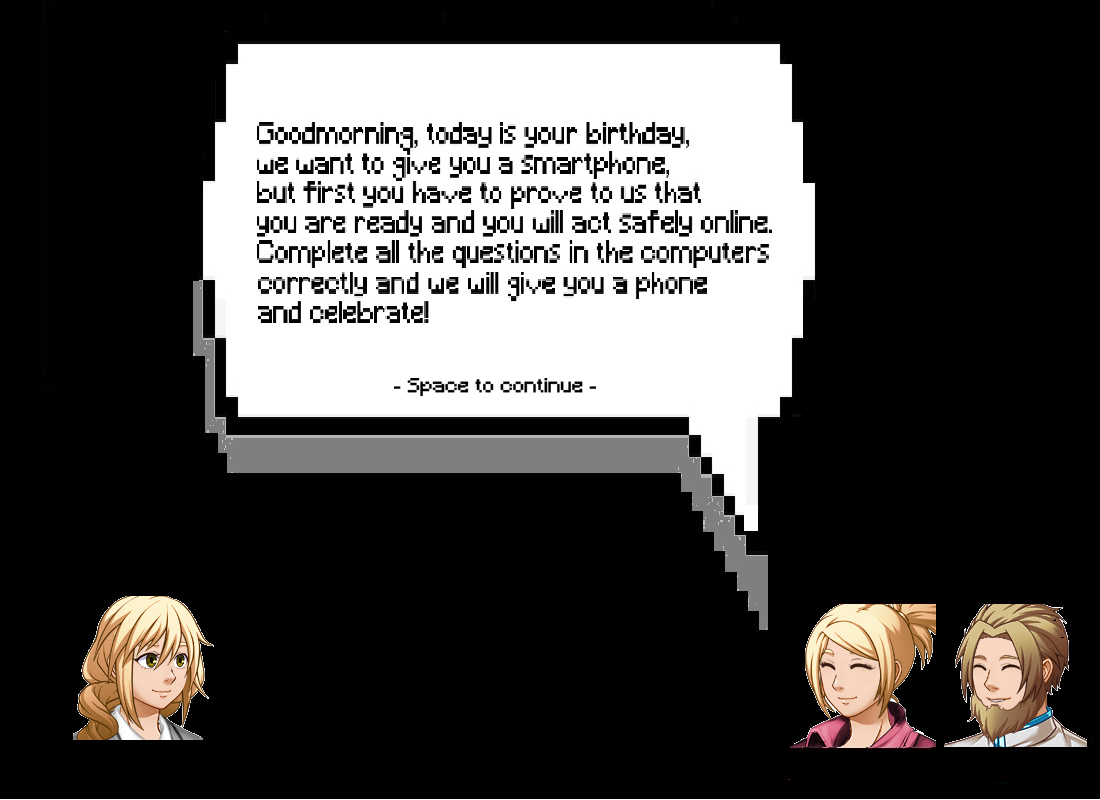 Goodmorning, today is your birthday,
we want to give you a smartphone,
but first you have to prove to us that
you are ready and you will act safely online.
Complete all the questions in the computers
correctly and we will give you a phone
and celebrate!
- Space to continue -